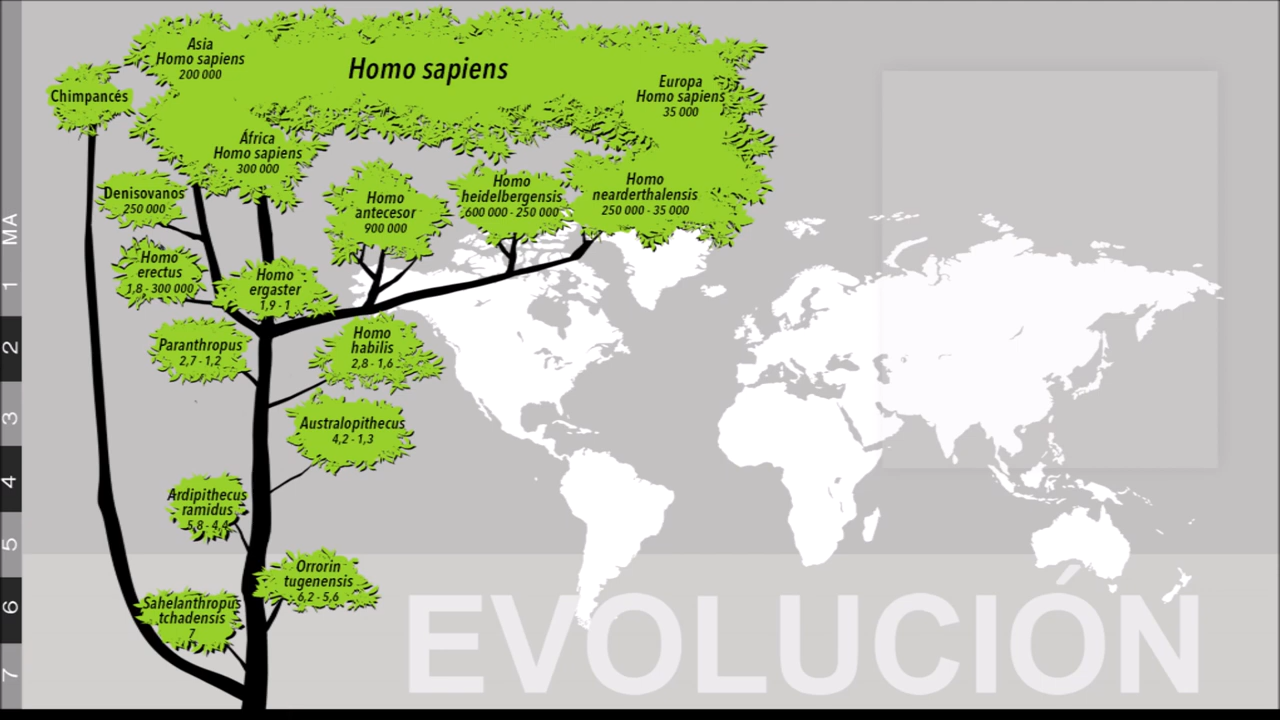 Asia
Homo sapiens
200 000
Homo sapiens
Europa
Homo sapiens
35 000
Chimpancés
África
Homo sapiens
300 000
Denisovanos
250 000
Homo
antecesor
900 000
Homo
heidelbergensis
600 000 - 250 000
Homo
nearderthalensis
250 000 - 35 000
Homo
erectus
1,8 - 300 000
Homo
ergaster
1,9 - 1
Paranthropus
2,7 - 1,2
Homo
habilis
2,8 - 1,6
Australopithecus
4,2 - 1,3
Ardipithecus
ramidus
5,8 - 4,4
Orrorin
tugenensis
6,2 - 5,6
Sahelanthropus
tchadensis
7
MA
1
2
3
4
5
6
7
EVOLUCIÓN